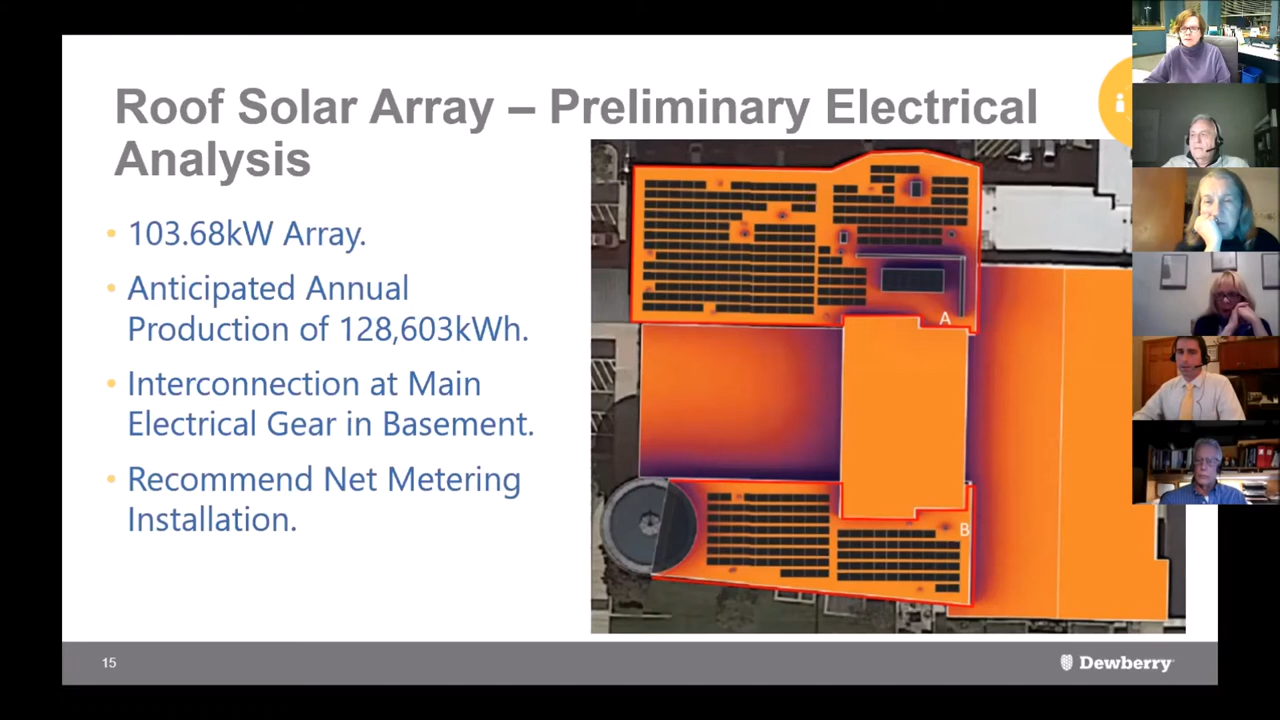 Roof Solar Array – Preliminary Electrical
Analysis
• 103.68kW Array.
• Anticipated Annual
Production of 128,603kWh.
• Interconnection at Main
Electrical Gear in Basement.
• Recommend Net Metering
Installation.
A
B
15
Dewberry